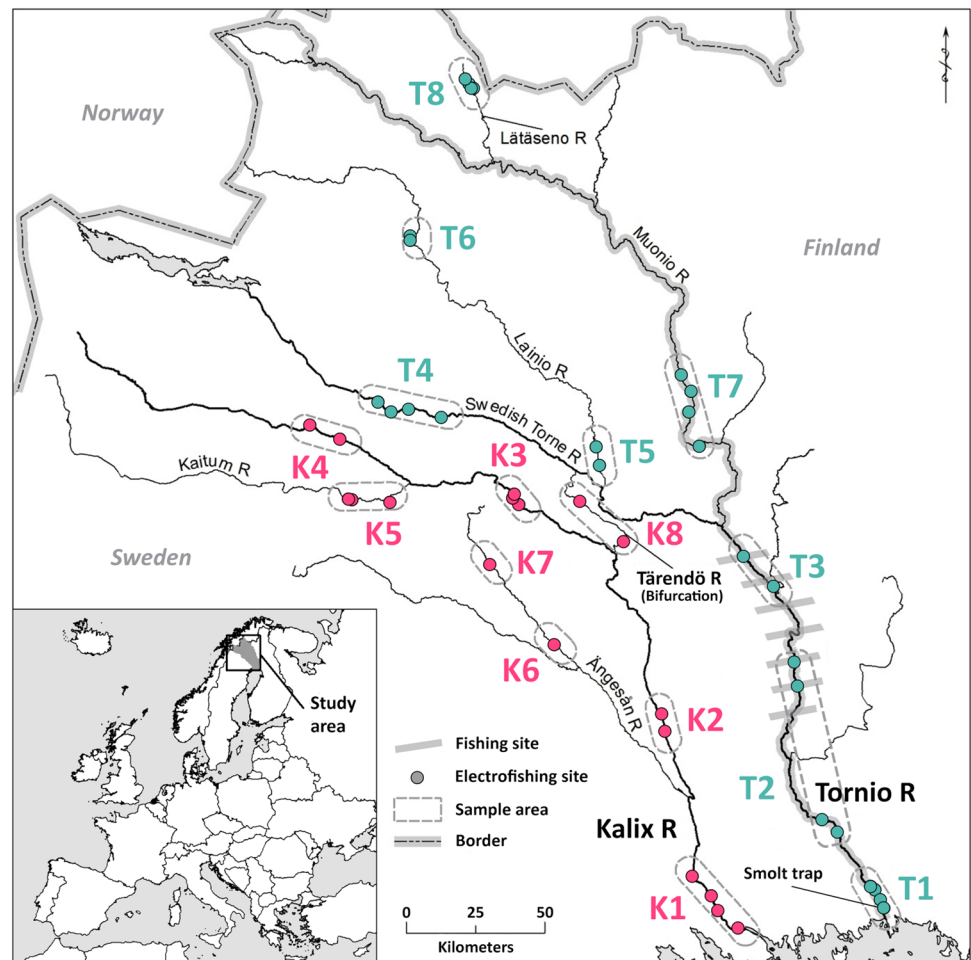 T8
Norway
Lätäseno R
T6
Muonio R
Finland
Lainio R
T4
T7
Swedish Torne R
K3
T5
K4
Kaitum R
K5
K8
Sweden
K7
Tärendö R
(Bifurcation)
T3
K6
Ängesån R
K2
Study
area
Fishing site
Electrofishing site
Sample area
Border
T2
Tornio R
Kalix R
Smolt trap
K1
T1
0 25 50
Kilometers